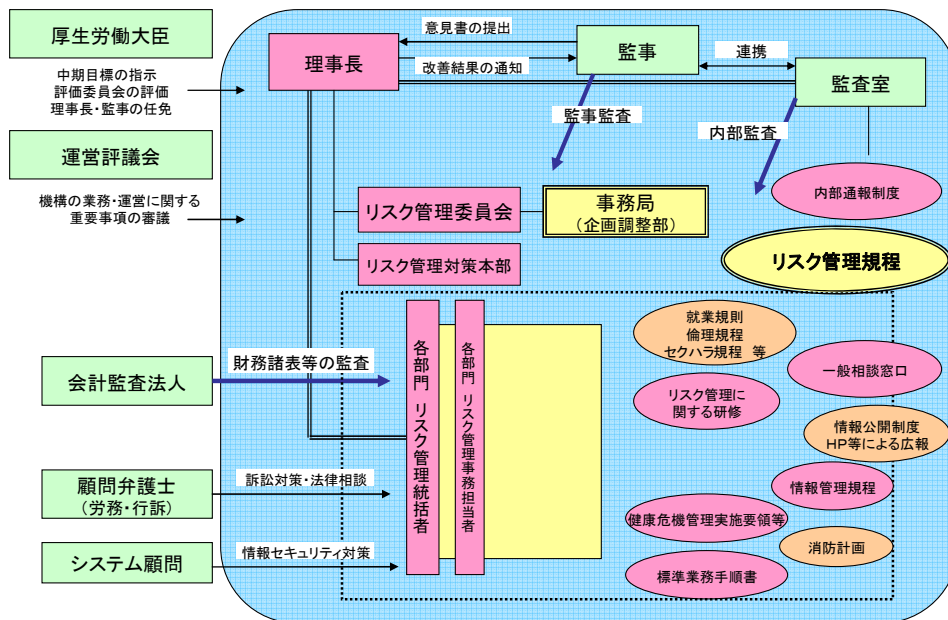 厚生労働大臣
中期目標の指示
評価委員会の評価
理事長・監事の任免
運営評議会
機構の業務・運営に関する
重要事項の審議
会計監査法人
顧問弁護士
（労務・行訴）
システム顧問
理事長
意見書の提出
改善結果の通知
監事
連携
監査室
監事監査
内部監査
内部通報制度
リスク管理委員会
事務局
（企画調整部）
リスク管理規程
リスク管理対策本部
財務諸表等の監査
訴訟対策・法律相談
情報セキュリティ対策
各部門 リスク管理統括者
各部門 リスク管理事務担当者
就業規則
倫理規程
セクハラ規程 等
リスク管理に
関する研修
一般相談窓口
情報公開制度
HP等による広報
情報管理規程
健康危機管理実施要領等
消防計画
標準業務手順書